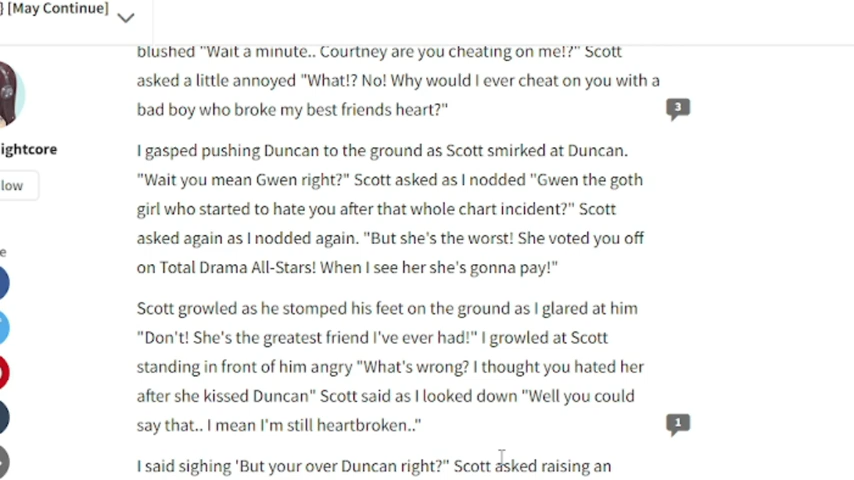 } [May Continue]
blushed "Wait a minute.. Courtney are you cheating on me!?" Scott
asked a little annoyed "What!? No! Why would I ever cheat on you with a
bad boy who broke my best friends heart?"
3
ightcore
I gasped pushing Duncan to the ground as Scott smirked at Duncan.
"Wait you mean Gwen right?" Scott asked as I nodded "Gwen the goth
low
girl who started to hate you after that whole chart incident?" Scott
asked again as I nodded again. "But she's the worst! She voted you off
e
on Total Drama All-Stars! When I see her she's gonna pay!"
Scott growled as he stomped his feet on the ground as I glared at him
"Don't! She's the greatest friend I've ever had!" I growled at Scott
standing in front of him angry "What's wrong? I thought you hated her
after she kissed Duncan" Scott said as I looked down "Well you could
say that.. I mean I'm still heartbroken.."
1
I said sighing 'But your over Duncan right?" Scott asked raising an